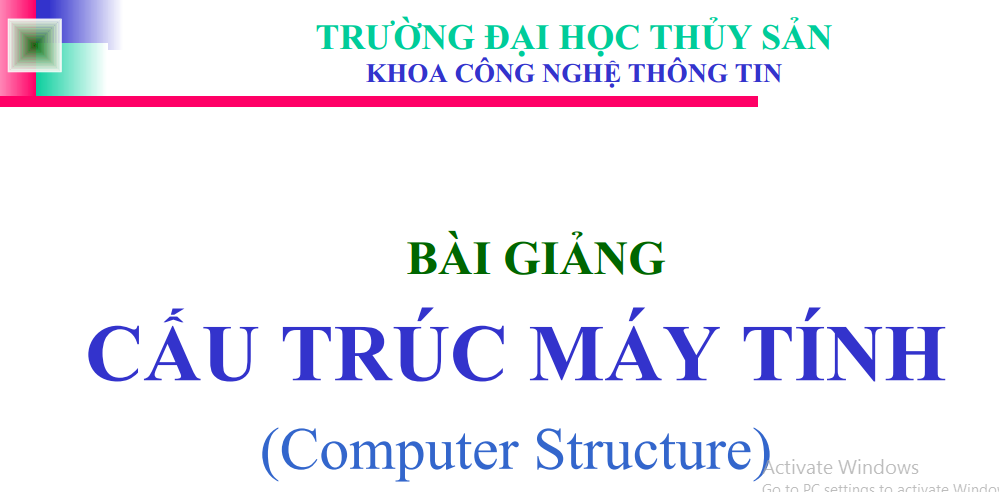 TRƯỜNG ĐẠI HỌC THỦY SẢN
KHOA CÔNG NGHỆ THÔNG TIN
BÀI GIẢNG
CẤU TRÚC MÁY TÍNH
(Computer Structure)
Activate Windows
Go to PC settings to activate Windows